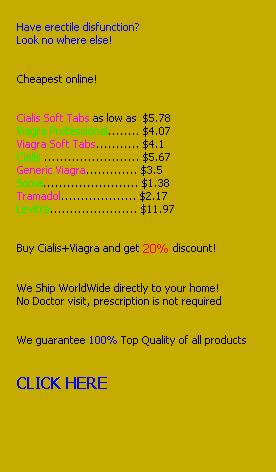 Have erectile disfunction?
Look no where else!
Cheapest online!
Cialis Soft Tabs as low as $5.78
Viagra Professional........ $4.07
Viagra Soft Tabs........... $4.1
Cialis ........................ $5.67
Generic Viagra............. $3.5
Soma........................ $1.38
Tramadol................... $2.17
Levitra...................... $11.97
Buy Cialis+Viagra and get 20% discount!
We Ship WorldWide directly to your home!
No Doctor visit, prescription is not required
We guarantee 100% Top Quality of all products
CLICK HERE